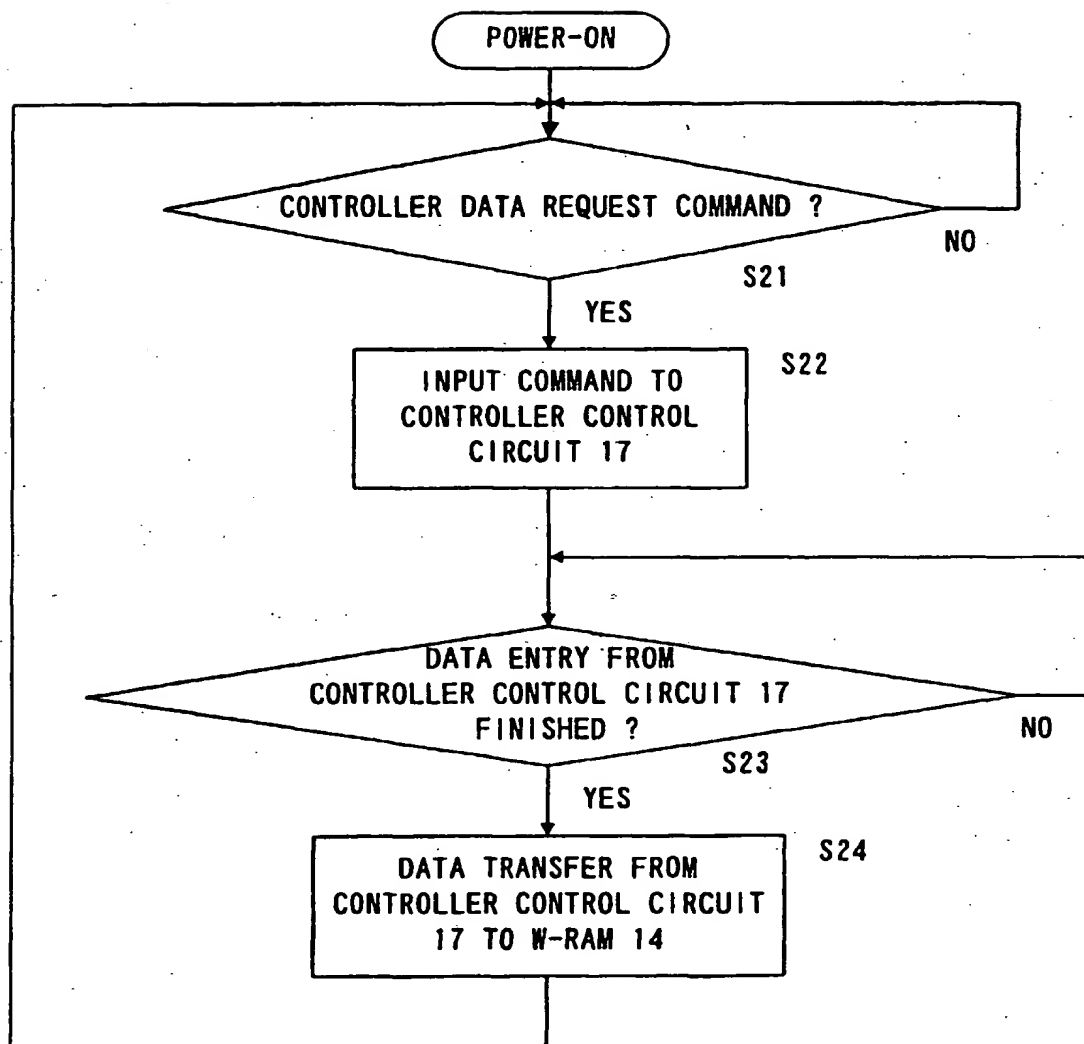 POWER-ON
CONTROLLER DATA REQUEST COMMAND ?
NO
S21
YES
S22
INPUT COMMAND TO
CONTROLLER CONTROL
CIRCUIT 17
DATA ENTRY FROM
CONTROLLER CONTROL CIRCUIT 17
FINISHED ?
NO
S23
YES
S24
DATA TRANSFER FROM
CONTROLLER CONTROL CIRCUIT
17 TO W-RAM 14